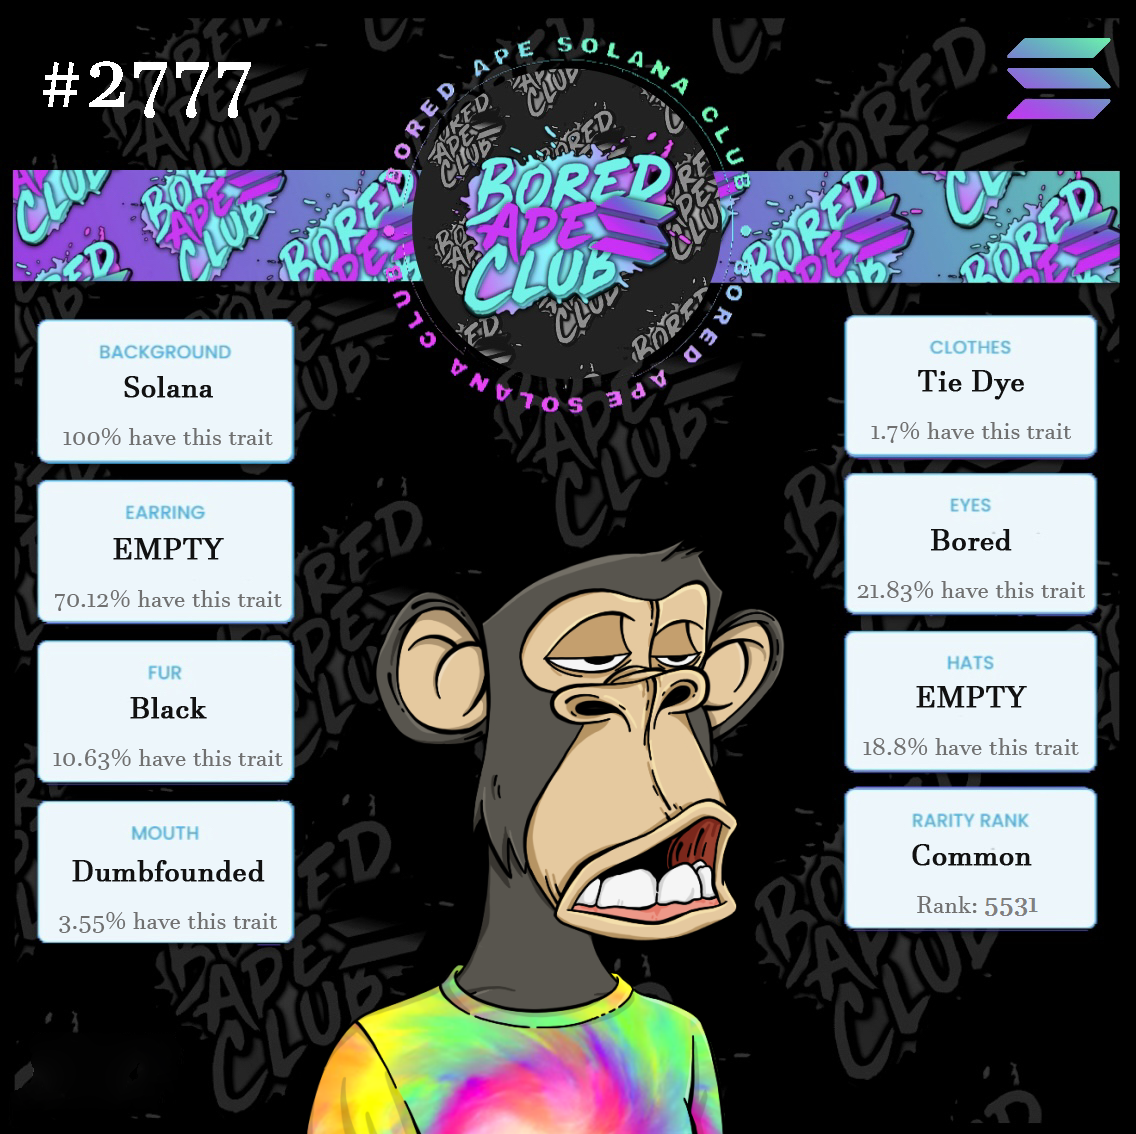 #2777
BORED APE SOLANA CLUB
BORED APE SOLANA CLUB
BORED
APE
CLUB
BACKGROUND
Solana
100% have this trait
EARRING
EMPTY
70.12% have this trait
FUR
Black
10.63% have this trait
MOUTH
Dumbfounded
3.55% have this trait
CLOTHES
Tie Dye
1.7% have this trait
EYES
Bored
21.83% have this trait
HATS
EMPTY
18.8% have this trait
RARITY RANK
Common
Rank: 5531